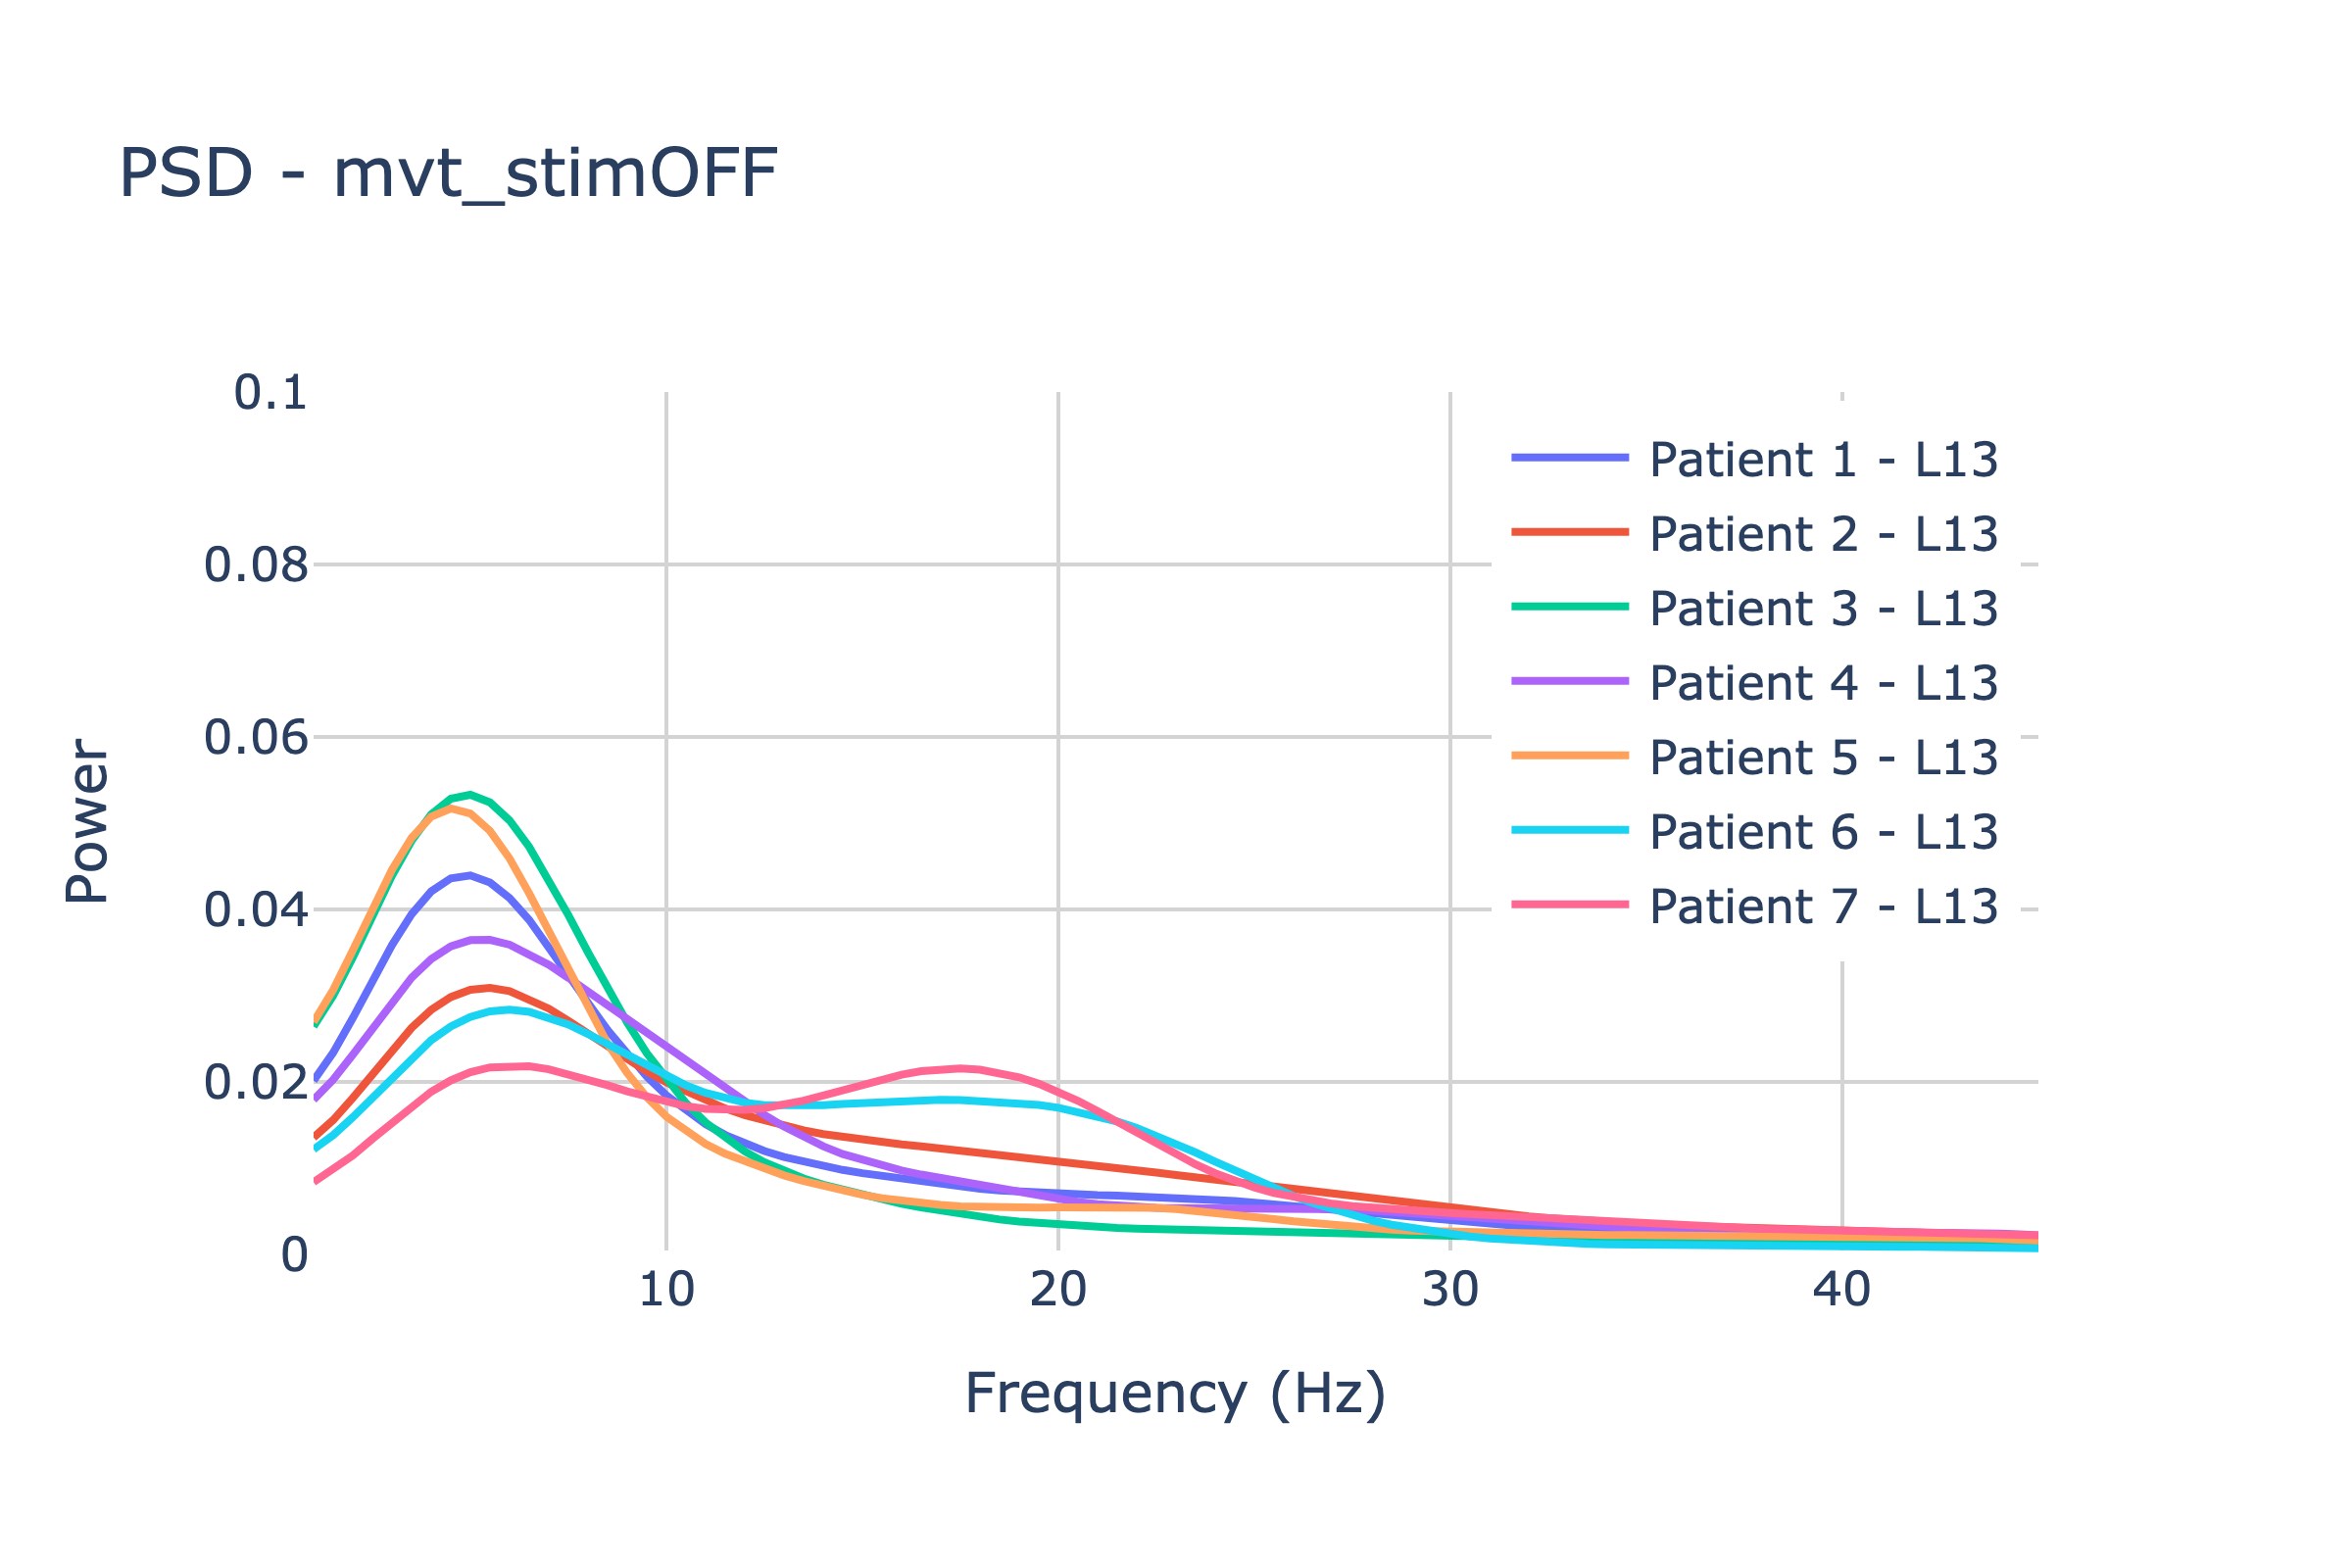 PSD - mvt_stimOFF
0.1
0.08
0.06
0.04
0.02
0
Power
10 20 30 40
Frequency (Hz)
Patient 1 - L13
Patient 2 - L13
Patient 3 - L13
Patient 4 - L13
Patient 5 - L13
Patient 6 - L13
Patient 7 - L13